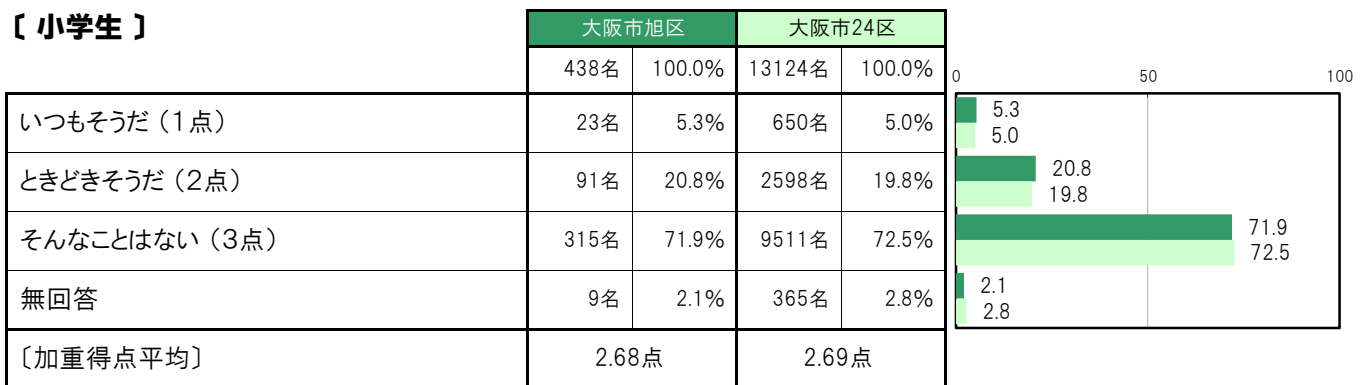 〔 小学生 〕
大阪市旭区 大阪市24区
438名 100.0% 13124名 100.0%
0 50 100
いつもそうだ（1点） 23名 5.3% 650名 5.0%
5.3
5.0
ときどきそうだ（2点） 91名 20.8% 2598名 19.8%
20.8
19.8
そんなことはない（3点） 315名 71.9% 9511名 72.5%
71.9
72.5
無回答 9名 2.1% 365名 2.8%
2.1
2.8
〔加重得点平均〕 2.68点 2.69点